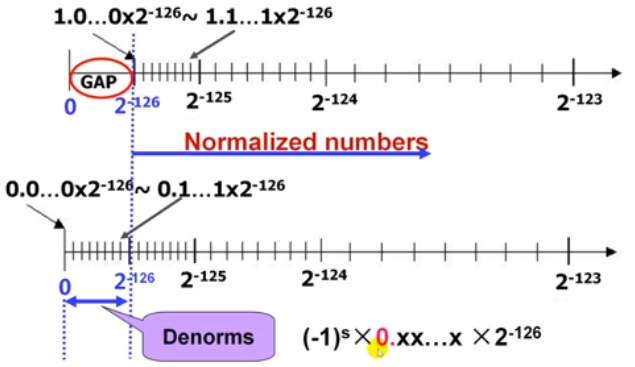 1.0...0x2⁻¹²⁶~ 1.1...1x2⁻¹²⁶
GAP
0 2⁻¹²⁶ 2⁻¹²⁵ 2⁻¹²⁴ 2⁻¹²³
Normalized numbers
0.0...0x2⁻¹²⁶~ 0.1...1x2⁻¹²⁶
0 2⁻¹²⁶ 2⁻¹²⁵ 2⁻¹²⁴ 2⁻¹²³
Denorms (-1)ˢ×0.xx...x ×2⁻¹²⁶